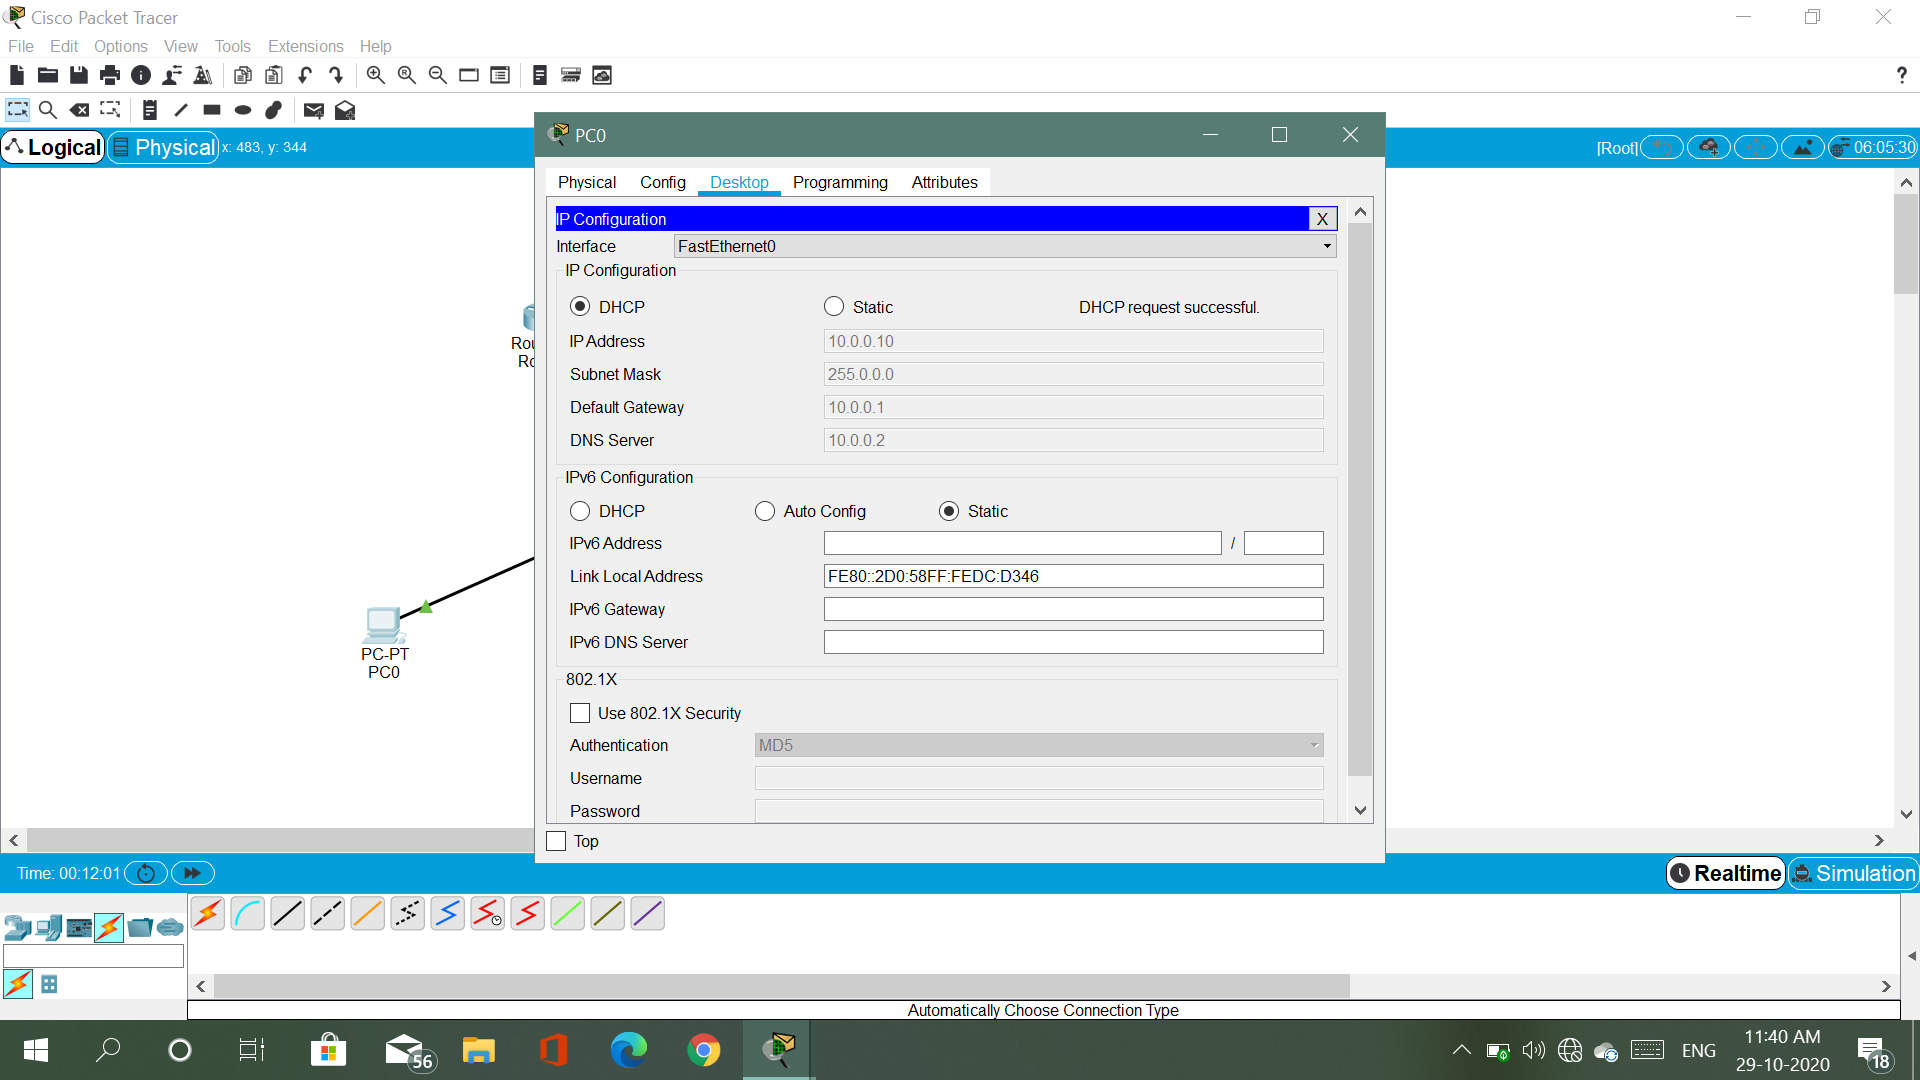 Cisco Packet Tracer
File Edit Options View Tools Extensions Help
?
Logical Physical x: 483, y: 344
[Root] 06:05:30
PC0
Physical Config Desktop Programming Attributes
IP Configuration X
Interface FastEthernet0
IP Configuration
DHCP Static DHCP request successful.
IP Address 10.0.0.10
Subnet Mask 255.0.0.0
Default Gateway 10.0.0.1
DNS Server 10.0.0.2
IPv6 Configuration
DHCP Auto Config Static
IPv6 Address /
Link Local Address FE80::2D0:58FF:FEDC:D346
IPv6 Gateway
IPv6 DNS Server
802.1X
Use 802.1X Security
Authentication MD5
Username
Password
Top
Rou
Ro
PC-PT
PC0
Time: 00:12:01
Realtime Simulation
Automatically Choose Connection Type
56
ENG
11:40 AM
29-10-2020
18